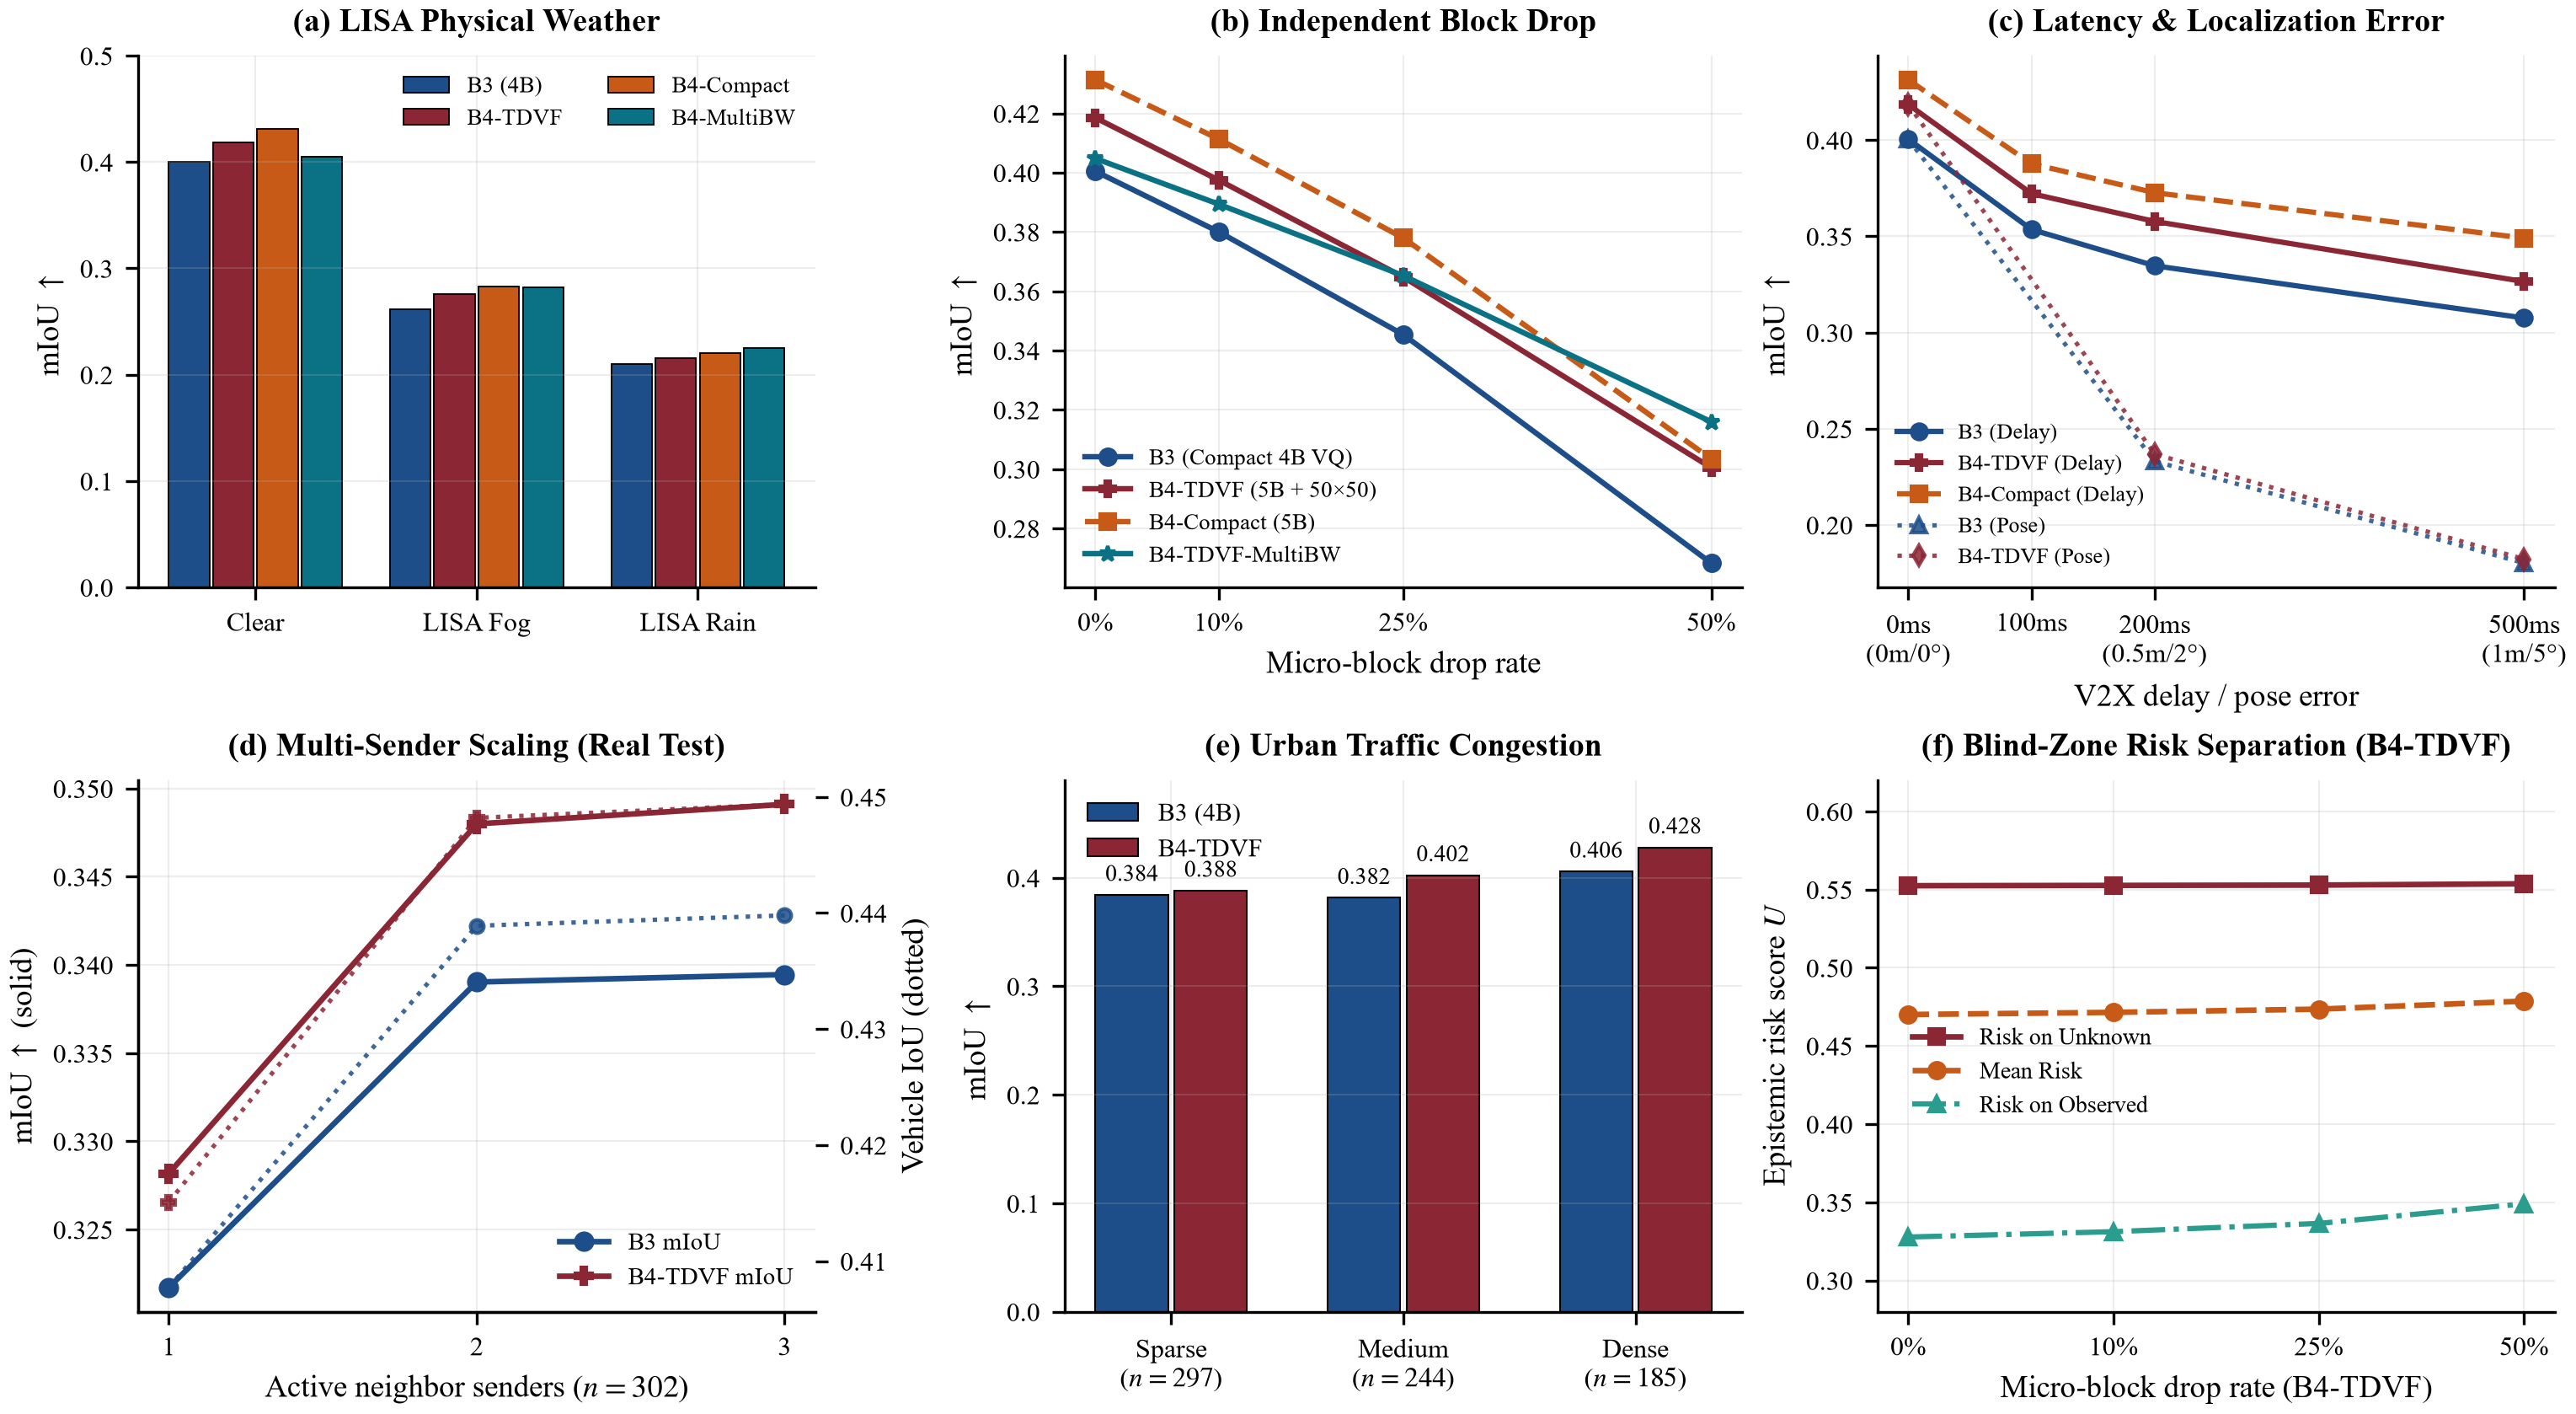 (a) LISA Physical Weather
mIoU ↑
0.5
0.4
0.3
0.2
0.1
0.0
B3 (4B)
B4-TDVF
B4-Compact
B4-MultiBW
Clear
LISA Fog
LISA Rain
(b) Independent Block Drop
mIoU ↑
0.42
0.40
0.38
0.36
0.34
0.32
0.30
0.28
B3 (Compact 4B VQ)
B4-TDVF (5B + 50×50)
B4-Compact (5B)
B4-TDVF-MultiBW
0%
10%
25%
50%
Micro-block drop rate
(c) Latency & Localization Error
mIoU ↑
0.40
0.35
0.30
0.25
0.20
B3 (Delay)
B4-TDVF (Delay)
B4-Compact (Delay)
B3 (Pose)
B4-TDVF (Pose)
0ms
(0m/0°)
100ms
200ms
(0.5m/2°)
500ms
(1m/5°)
V2X delay / pose error
(d) Multi-Sender Scaling (Real Test)
mIoU ↑ (solid)
0.350
0.345
0.340
0.335
0.330
0.325
Vehicle IoU (dotted)
0.45
0.44
0.43
0.42
0.41
B3 mIoU
B4-TDVF mIoU
1
2
3
Active neighbor senders (n = 302)
(e) Urban Traffic Congestion
mIoU ↑
0.4
0.3
0.2
0.1
0.0
B3 (4B)
B4-TDVF
0.384
0.388
0.382
0.402
0.406
0.428
Sparse
(n = 297)
Medium
(n = 244)
Dense
(n = 185)
(f) Blind-Zone Risk Separation (B4-TDVF)
Epistemic risk score U
0.60
0.55
0.50
0.45
0.40
0.35
0.30
Risk on Unknown
Mean Risk
Risk on Observed
0%
10%
25%
50%
Micro-block drop rate (B4-TDVF)